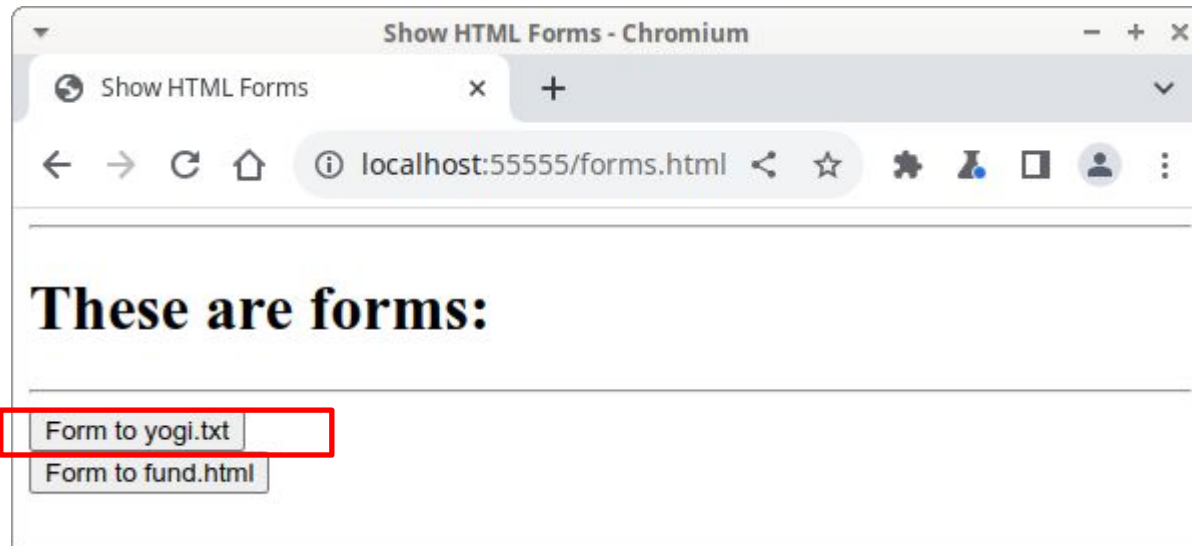 Show HTML Forms - Chromium
Show HTML Forms
localhost:55555/forms.html
These are forms:
Form to yogi.txt
Form to fund.html